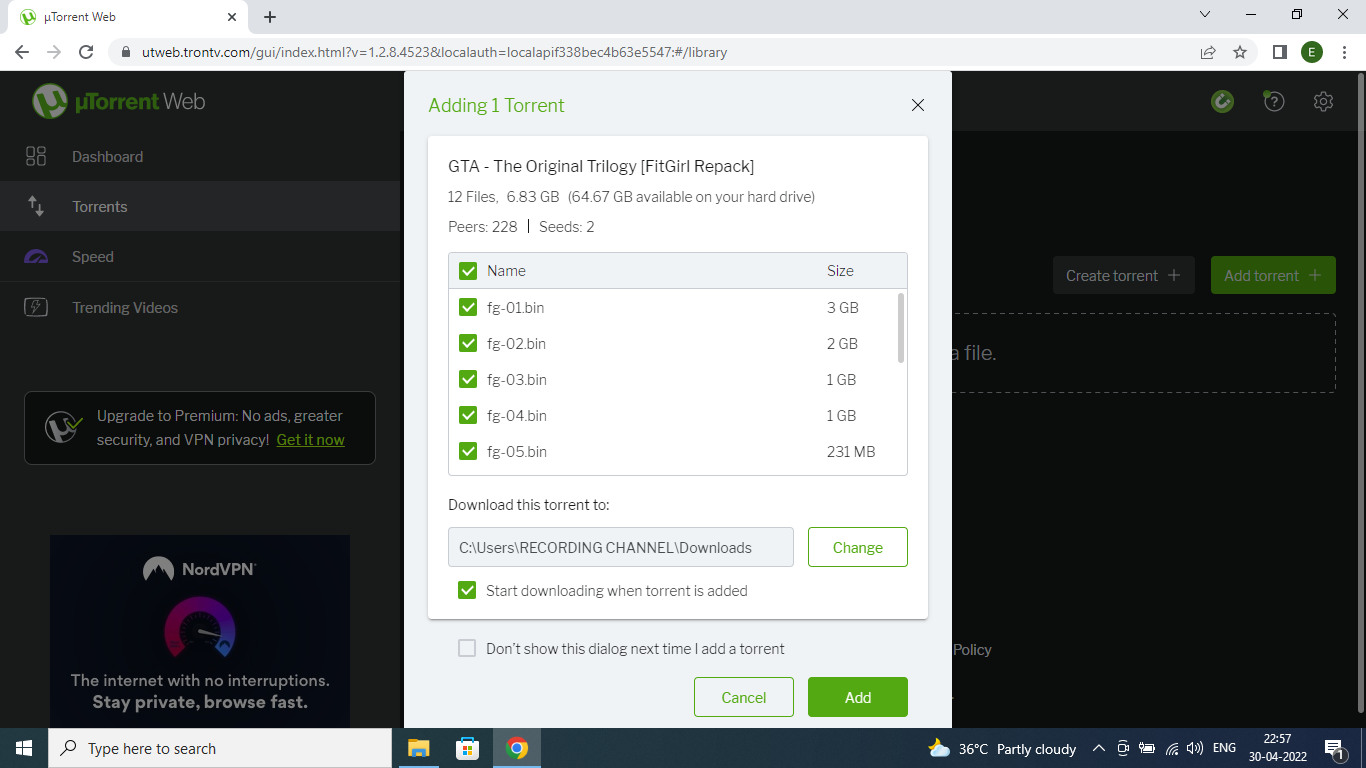 µTorrent Web
utweb.trontv.com/gui/index.html?v=1.2.8.4523&localauth=localapif338bec4b63e5547:#/library
E
µTorrent Web
Dashboard
Torrents
Speed
Trending Videos
Upgrade to Premium: No ads, greater
security, and VPN privacy! Get it now
NordVPN
The internet with no interruptions.
Stay private, browse fast.
Adding 1 Torrent
GTA - The Original Trilogy [FitGirl Repack]
12 Files, 6.83 GB (64.67 GB available on your hard drive)
Peers: 228 | Seeds: 2
Name Size
fg-01.bin 3 GB
fg-02.bin 2 GB
fg-03.bin 1 GB
fg-04.bin 1 GB
fg-05.bin 231 MB
Download this torrent to:
C:\Users\RECORDING CHANNEL\Downloads Change
Start downloading when torrent is added
Don't show this dialog next time I add a torrent
Cancel Add
Create torrent + Add torrent +
a file.
Policy
Type here to search
36°C Partly cloudy
ENG
22:57
30-04-2022
1